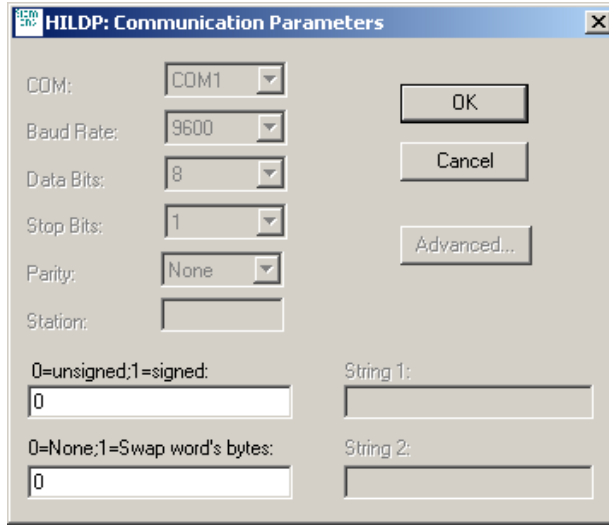 HILDP: Communication Parameters
COM: COM1
Baud Rate: 9600
Data Bits: 8
Stop Bits: 1
Parity: None
Station:
OK
Cancel
Advanced...
0=unsigned;1=signed:
0
String 1:
0=None;1=Swap word's bytes:
0
String 2: